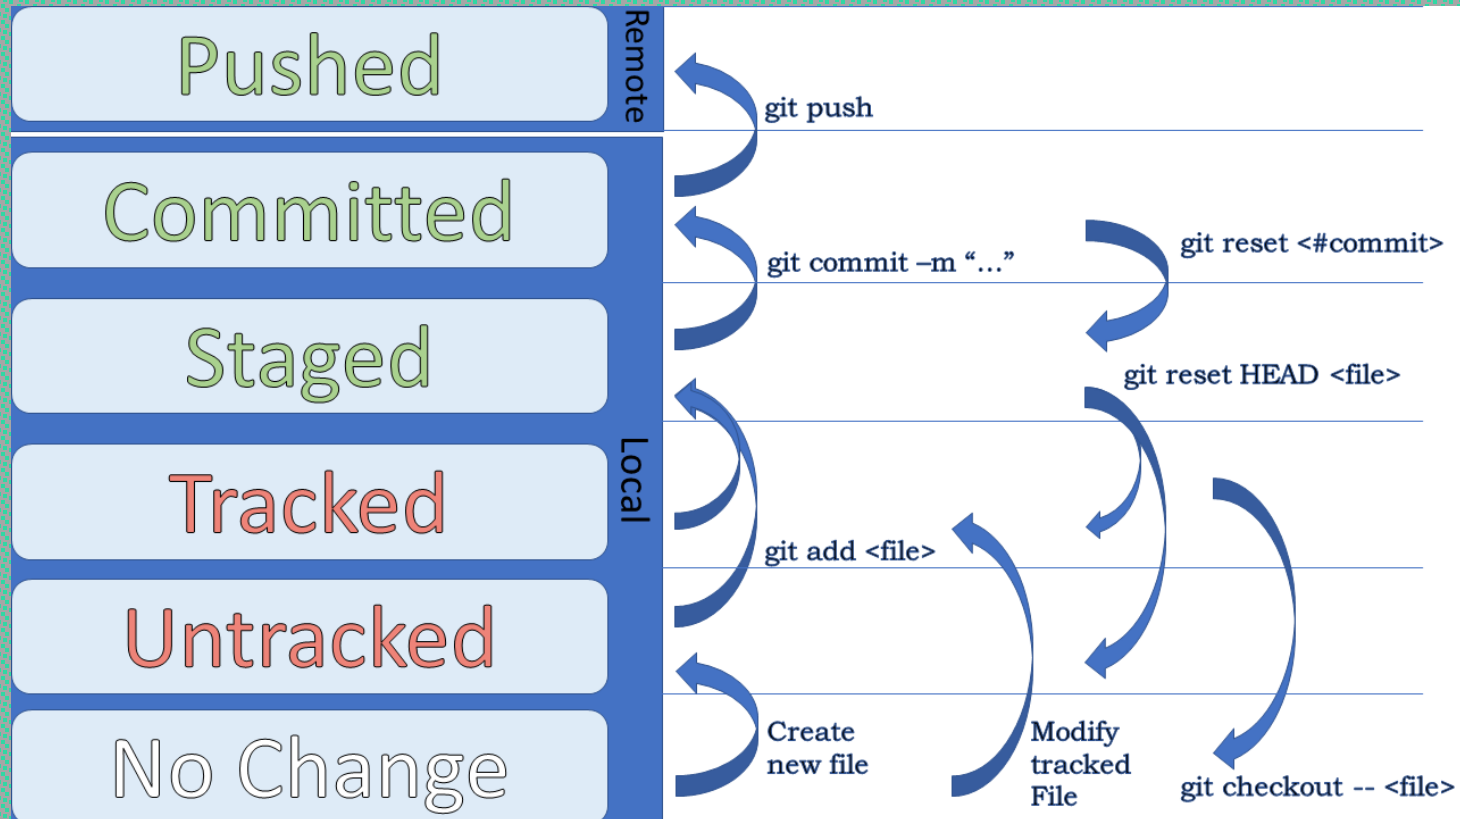 Pushed
Remote
git push
Committed
git commit –m “...”
git reset <#commit>
Staged
git reset HEAD <file>
Local
Tracked
git add <file>
Untracked
No Change
Create
new file
Modify
tracked
File
git checkout -- <file>